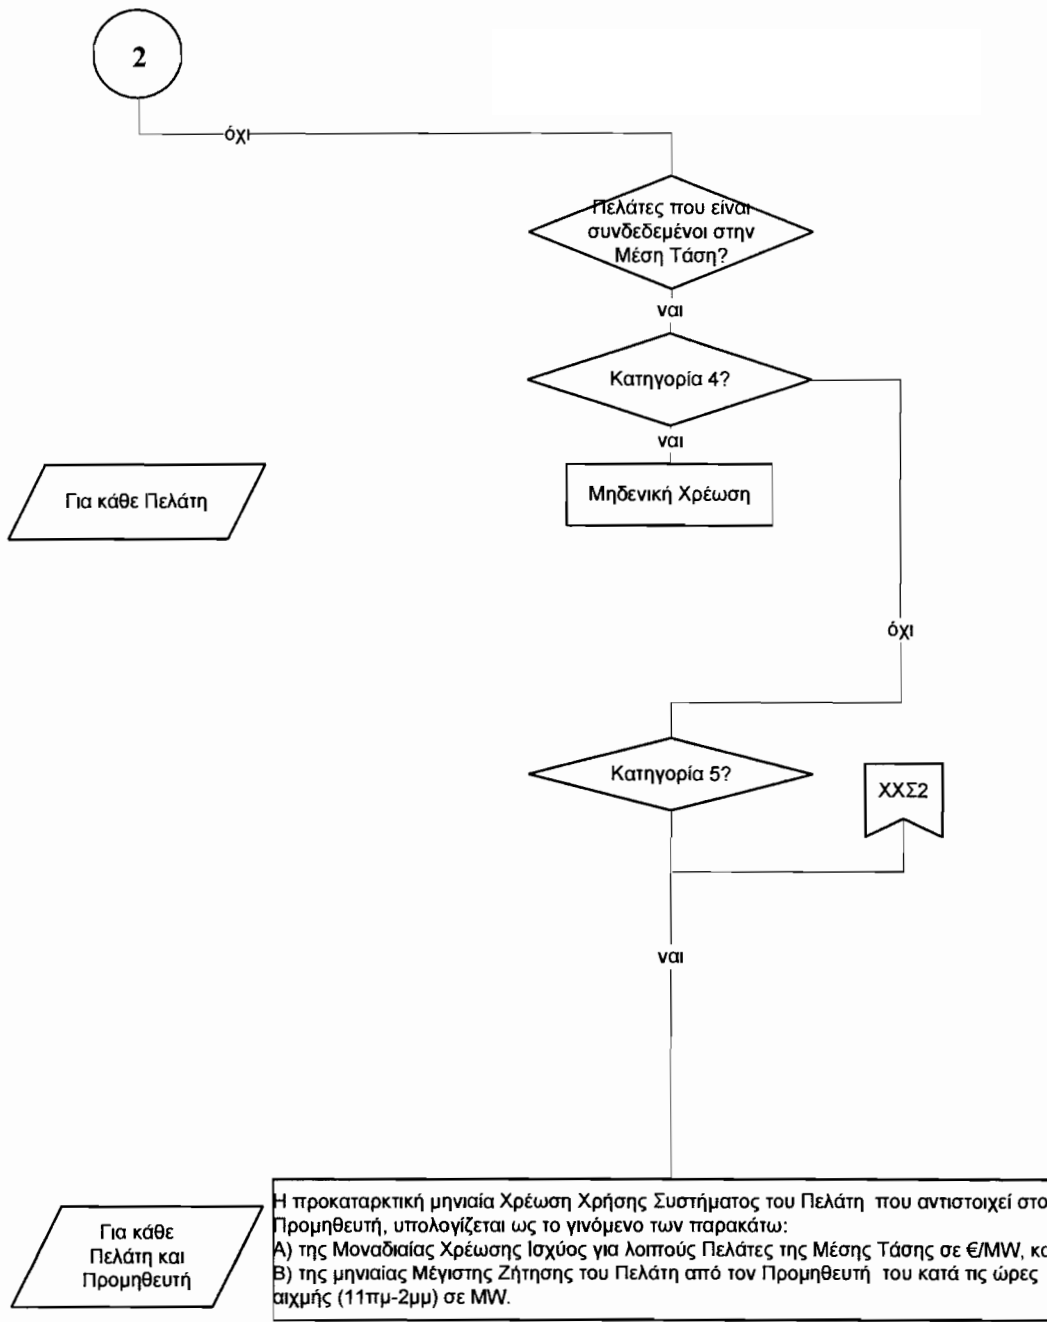 2
όχι
Πελάτες που είναι
συνδεδεμένοι στην
Μέση Τάση?
ναι
Κατηγορία 4?
ναι
Για κάθε Πελάτη
Μηδενική Χρέωση
όχι
Κατηγορία 5?
ΧΧΣ2
ναι
Για κάθε
Πελάτη και
Προμηθευτή
Η προκαταρκτική μηνιαία Χρέωση Χρήσης Συστήματος του Πελάτη που αντιστοιχεί στο
Προμηθευτή, υπολογίζεται ως το γινόμενο των παρακάτω:
Α) της Μοναδιαίας Χρέωσης Ισχύος για λοιπούς Πελάτες της Μέσης Τάσης σε €/MW,
Β) της μηνιαίας Μέγιστης Ζήτησης του Πελάτη από τον Προμηθευτή του κατά τις ώρες
αιχμής (11πμ-2μμ) σε MW.